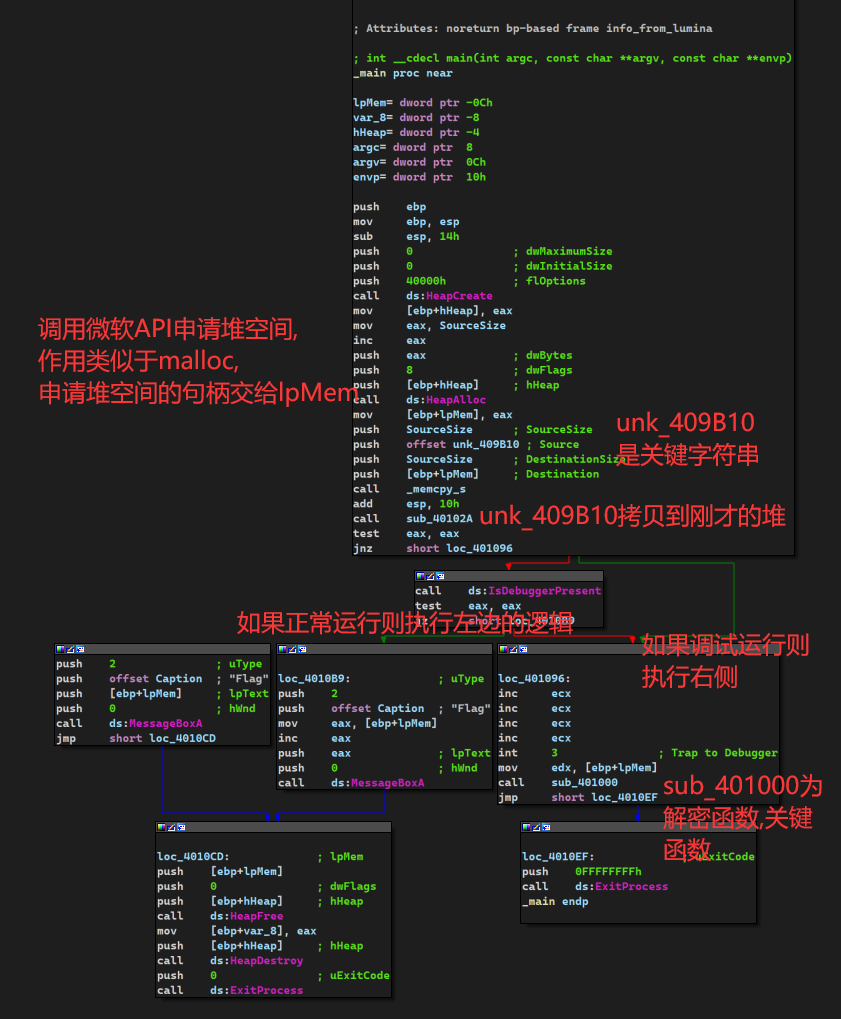 ; Attributes: noreturn bp-based frame info_from_lumina
; int __cdecl main(int argc, const char **argv, const char **envp)
_main proc near
lpMem= dword ptr -0Ch
var_8= dword ptr -8
hHeap= dword ptr -4
argc= dword ptr  8
argv= dword ptr  0Ch
envp= dword ptr  10h
push    ebp
mov     ebp, esp
sub     esp, 14h
push    0               ; dwMaximumSize
push    0               ; dwInitialSize
push    40000h          ; flOptions
call    ds:HeapCreate
mov     [ebp+hHeap], eax
mov     eax, SourceSize
inc     eax
push    eax             ; dwBytes
push    8               ; dwFlags
push    [ebp+hHeap]     ; hHeap
call    ds:HeapAlloc
mov     [ebp+lpMem], eax
push    SourceSize      ; SourceSize
push    offset unk_409B10 ; Source
push    SourceSize      ; DestinationSize
push    [ebp+lpMem]     ; Destination
call    _memcpy_s
add     esp, 10h
call    sub_40102A
test    eax, eax
jnz     short loc_401096
调用微软API申请堆空间,
作用类似于malloc,
申请堆空间的句柄交给lpMem
unk_409B10
是关键字符串
unk_409B10拷贝到刚才的堆
call    ds:IsDebuggerPresent
test    eax, eax
short loc_4010B9
如果正常运行则执行左边的逻辑
如果调试运行则
执行右侧
push    2               ; uType
push    offset Caption  ; "Flag"
push    [ebp+lpMem]     ; lpText
push    0               ; hWnd
call    ds:MessageBoxA
jmp     short loc_4010CD
loc_4010B9:             ; uType
push    2
push    offset Caption  ; "Flag"
mov     eax, [ebp+lpMem]
inc     eax
push    eax             ; lpText
push    0               ; hWnd
call    ds:MessageBoxA
loc_401096:
inc     ecx
inc     ecx
inc     ecx
inc     ecx
int     3               ; Trap to Debugger
mov     edx, [ebp+lpMem]
call    sub_401000
jmp     short loc_4010EF
sub_401000为
解密函数,关键
函数
loc_4010CD:             ; lpMem
push    [ebp+lpMem]
push    0               ; dwFlags
push    [ebp+hHeap]     ; hHeap
call    ds:HeapFree
mov     [ebp+var_8], eax
push    [ebp+hHeap]     ; hHeap
call    ds:HeapDestroy
push    0               ; uExitCode
call    ds:ExitProcess
loc_4010EF:             ; uExitCode
push    0FFFFFFFFh
call    ds:ExitProcess
_main endp